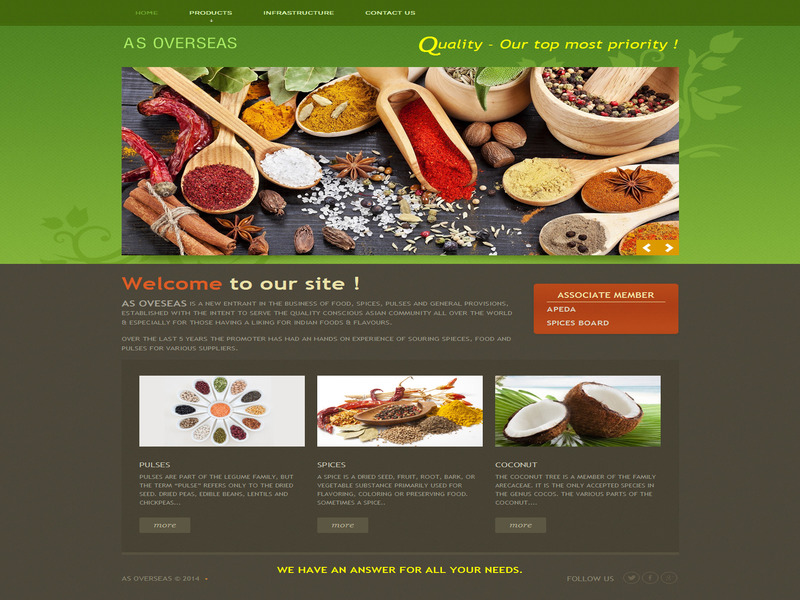 HOME PRODUCTS INFRASTRUCTURE CONTACT US
AS OVERSEAS
Quality - Our top most priority !
Welcome to our site !
AS OVESEAS IS A NEW ENTRANT IN THE BUSINESS OF FOOD, SPICES, PULSES AND GENERAL PROVISIONS,
ESTABLISHED WITH THE INTENT TO SERVE THE QUALITY CONSCIOUS ASIAN COMMUNITY ALL OVER THE WORLD
& ESPECIALLY FOR THOSE HAVING A LIKING FOR INDIAN FOODS & FLAVOURS.
OVER THE LAST 5 YEARS THE PROMOTER HAS HAD AN HANDS ON EXPERIENCE OF SOURING SPIECES, FOOD AND
PULSES FOR VARIOUS SUPPLIERS.
ASSOCIATE MEMBER
APEDA
SPICES BOARD
PULSES
PULSES ARE PART OF THE LEGUME FAMILY, BUT
THE TERM “PULSE” REFERS ONLY TO THE DRIED
SEED. DRIED PEAS, EDIBLE BEANS, LENTILS AND
CHICKPEAS...
more
SPICES
A SPICE IS A DRIED SEED, FRUIT, ROOT, BARK, OR
VEGETABLE SUBSTANCE PRIMARILY USED FOR
FLAVORING, COLORING OR PRESERVING FOOD.
SOMETIMES A SPICE..
more
COCONUT
THE COCONUT TREE IS A MEMBER OF THE FAMILY
ARECACEAE. IT IS THE ONLY ACCEPTED SPECIES IN
THE GENUS COCOS. THE VARIOUS PARTS OF THE
COCONUT....
more
WE HAVE AN ANSWER FOR ALL YOUR NEEDS.
AS OVERSEAS © 2014 •
FOLLOW US